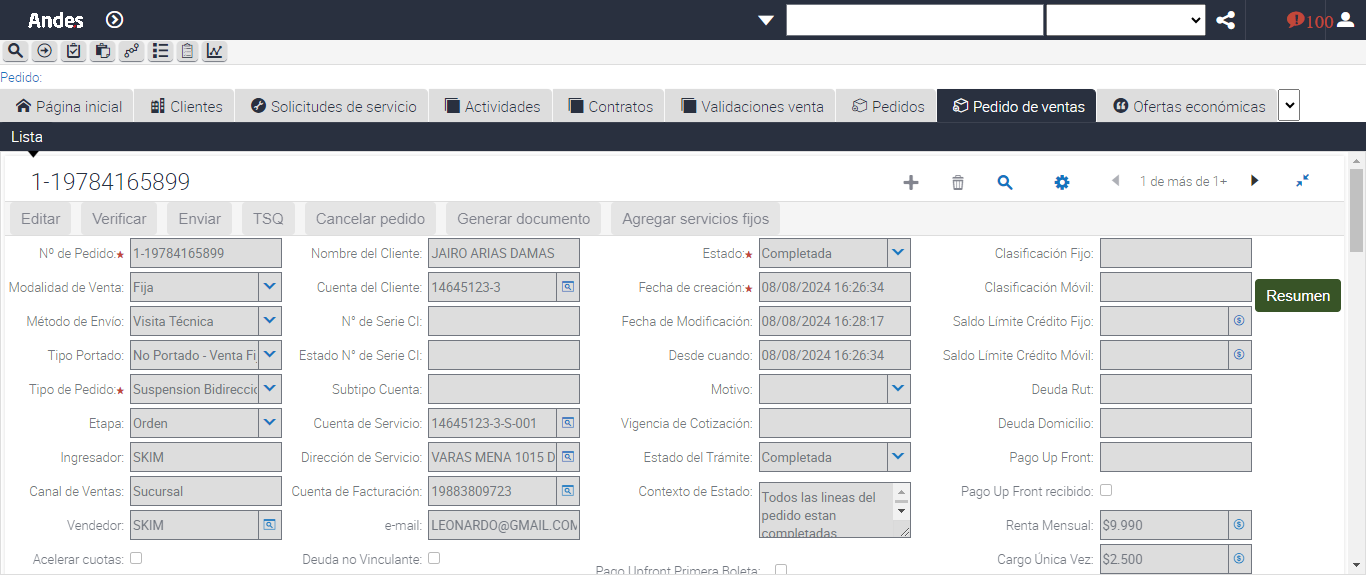 Andes
100
Pedido:
Página inicial
Clientes
Solicitudes de servicio
Actividades
Contratos
Validaciones venta
Pedidos
Pedido de ventas
Ofertas económicas
Lista
1-19784165899
1 de más de 1+
Editar
Verificar
Enviar
TSQ
Cancelar pedido
Generar documento
Agregar servicios fijos
Nº de Pedido:★ 1-19784165899
Nombre del Cliente: JAIRO ARIAS DAMAS
Estado:★ Completada
Clasificación Fijo:
Modalidad de Venta: Fija
Cuenta del Cliente: 14645123-3
Fecha de creación:★ 08/08/2024 16:26:34
Clasificación Móvil:
Resumen
Método de Envío: Visita Técnica
N° de Serie CI:
Fecha de Modificación: 08/08/2024 16:28:17
Saldo Límite Crédito Fijo:
Tipo Portado: No Portado - Venta Fi
Estado N° de Serie CI:
Desde cuando: 08/08/2024 16:26:34
Saldo Límite Crédito Móvil:
Tipo de Pedido:★ Suspension Bidireccio
Subtipo Cuenta:
Motivo:
Deuda Rut:
Etapa: Orden
Cuenta de Servicio: 14645123-3-S-001
Vigencia de Cotización:
Deuda Domicilio:
Ingresador: SKIM
Dirección de Servicio: VARAS MENA 1015 D
Estado del Trámite: Completada
Pago Up Front:
Canal de Ventas: Sucursal
Cuenta de Facturación: 19883809723
Contexto de Estado: Todos las lineas del
pedido estan
completadas
Pago Up Front recibido:
Vendedor: SKIM
e-mail: LEONARDO@GMAIL.COM
Renta Mensual: $9.990
Acelerar cuotas:
Deuda no Vinculante:
Pago Upfront Primera Boleta:
Cargo Única Vez: $2.500